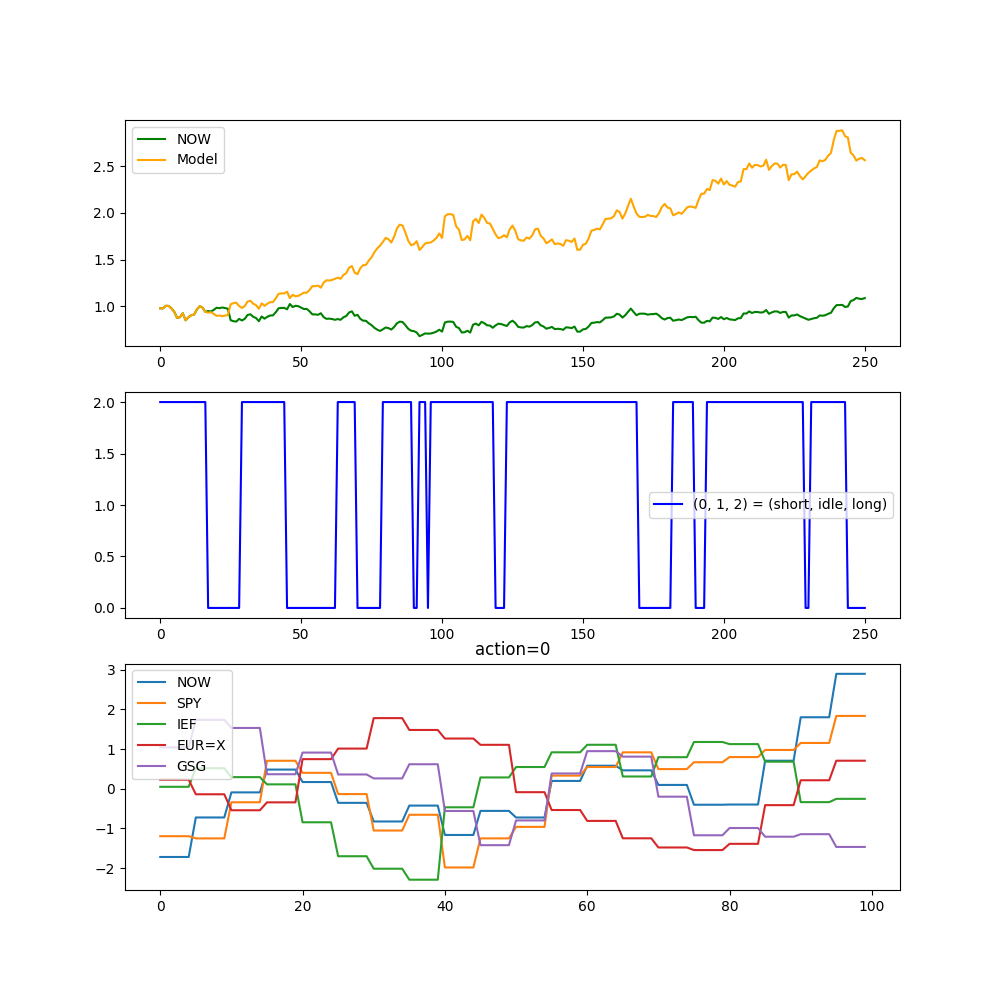 NOW
Model
2.5
2.0
1.5
1.0
0 50 100 150 200 250
2.0
1.5
1.0
0.5
0.0
(0, 1, 2) = (short, idle, long)
0 50 100 150 200 250
action=0
3
2
1
0
−1
−2
NOW
SPY
IEF
EUR=X
GSG
0 20 40 60 80 100